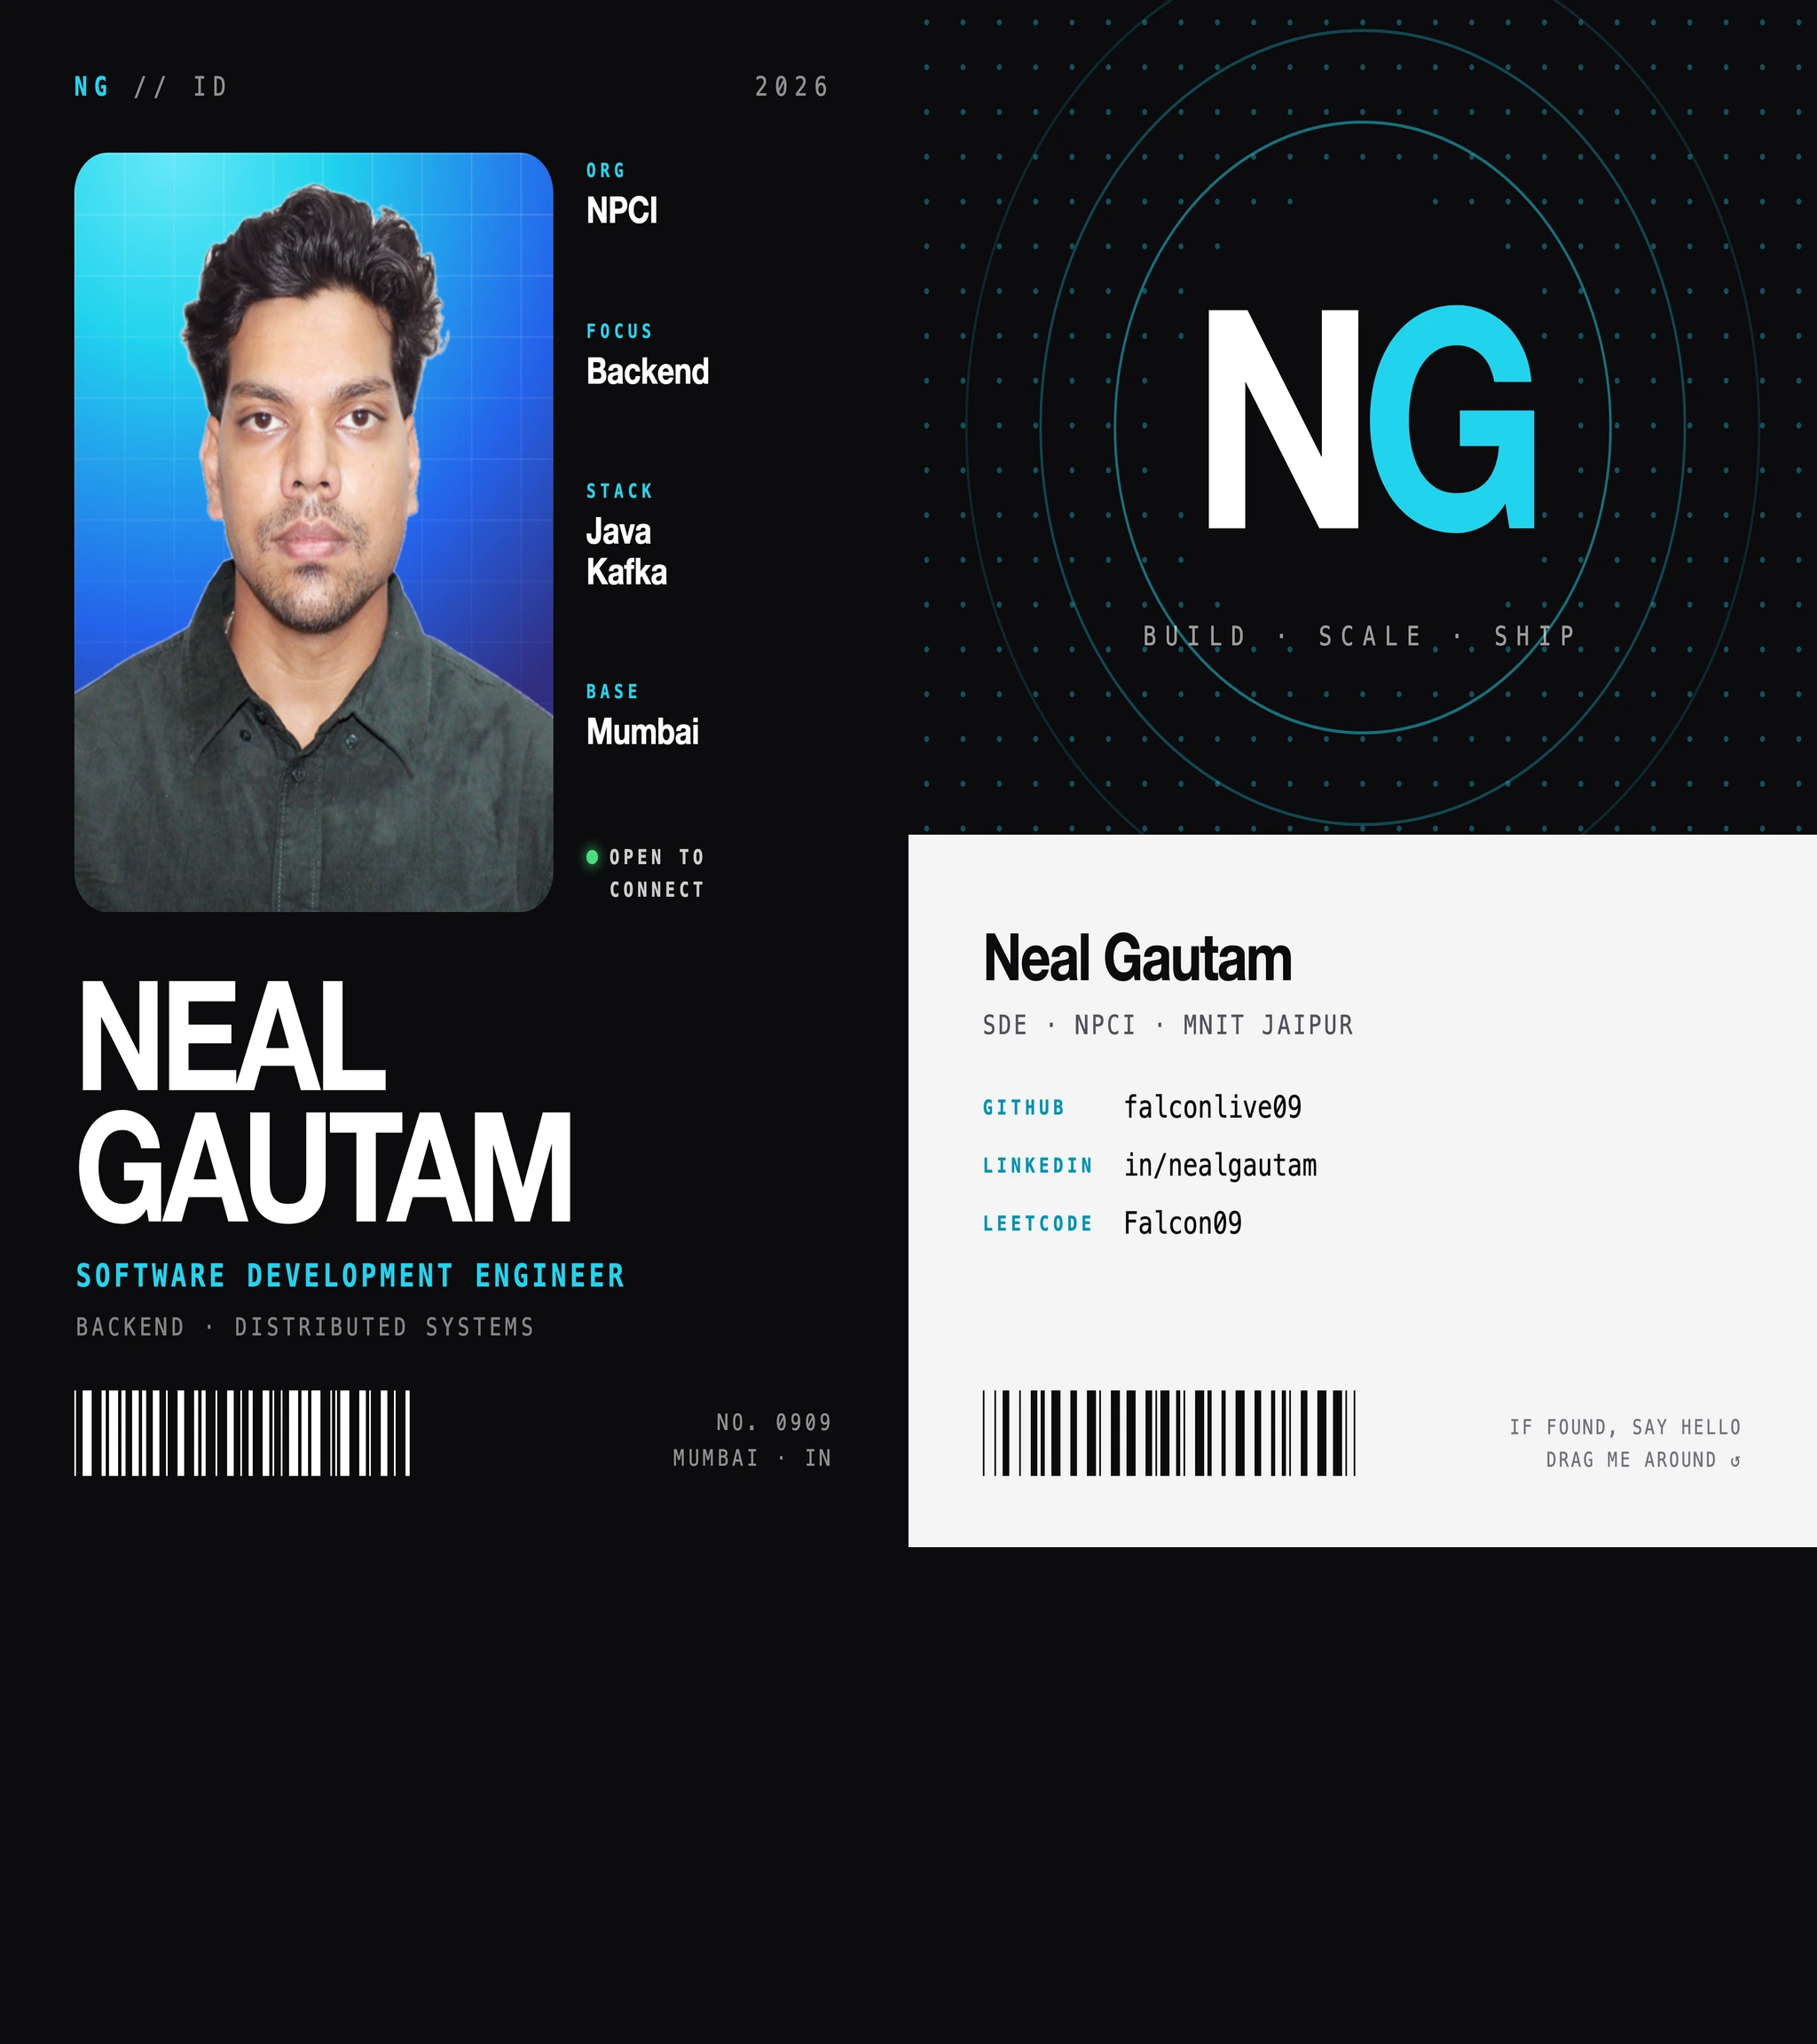 NG // ID
2026
ORG
NPCI
FOCUS
Backend
STACK
Java
Kafka
BASE
Mumbai
OPEN TO
CONNECT
NEAL
GAUTAM
SOFTWARE DEVELOPMENT ENGINEER
BACKEND · DISTRIBUTED SYSTEMS
NO. 0909
MUMBAI · IN
NG
BUILD · SCALE · SHIP
Neal Gautam
SDE · NPCI · MNIT JAIPUR
GITHUB falconlive09
LINKEDIN in/nealgautam
LEETCODE Falcon09
IF FOUND, SAY HELLO
DRAG ME AROUND ↺